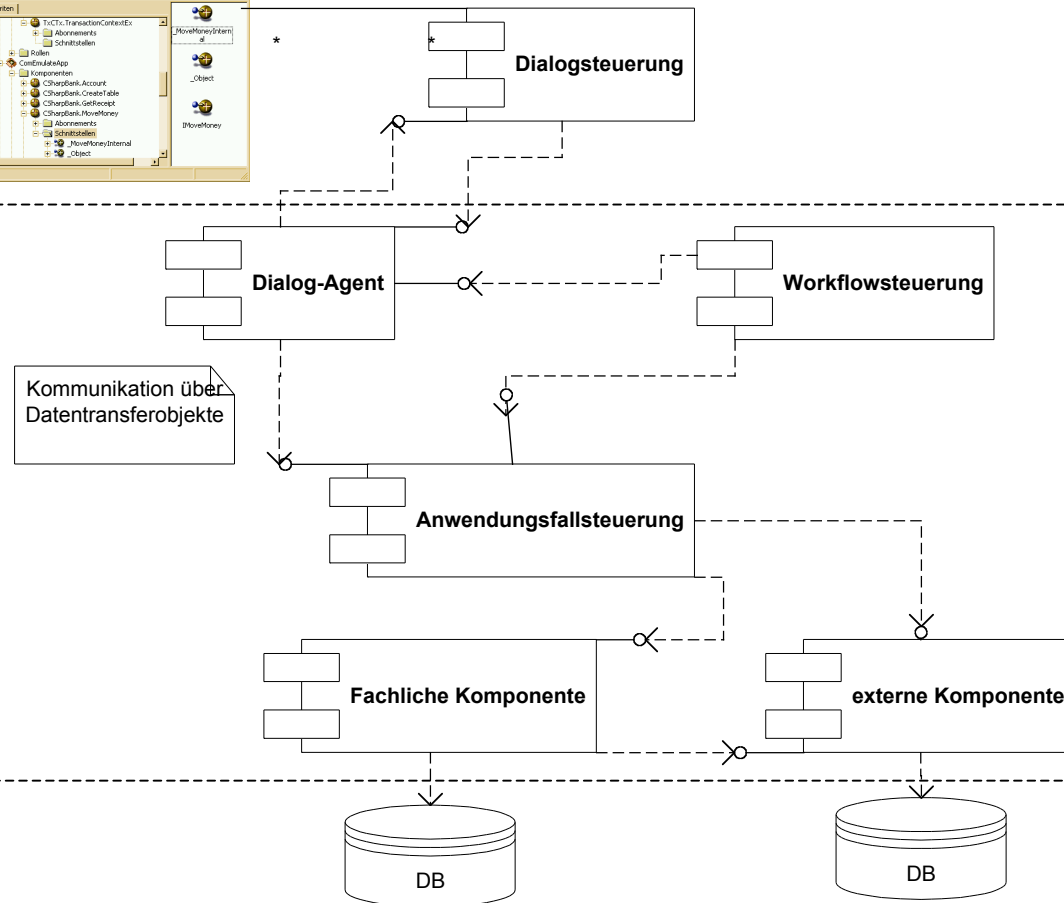 riten
TxCTx.TransactionContextEx
Abonnements
Schnittstellen
Rollen
ComEmulateApp
Komponenten
CSharpBank.Account
CSharpBank.CreateTable
CSharpBank.GetReceipt
CSharpBank.MoveMoney
Abonnements
Schnittstellen
_MoveMoneyInternal
_Object
_MoveMoneyIntern
al
_Object
IMoveMoney
* *
Dialogsteuerung
Dialog-Agent
Workflowsteuerung
Kommunikation über
Datentransferobjekte
Anwendungsfallsteuerung
Fachliche Komponente
externe Komponente
DB
DB